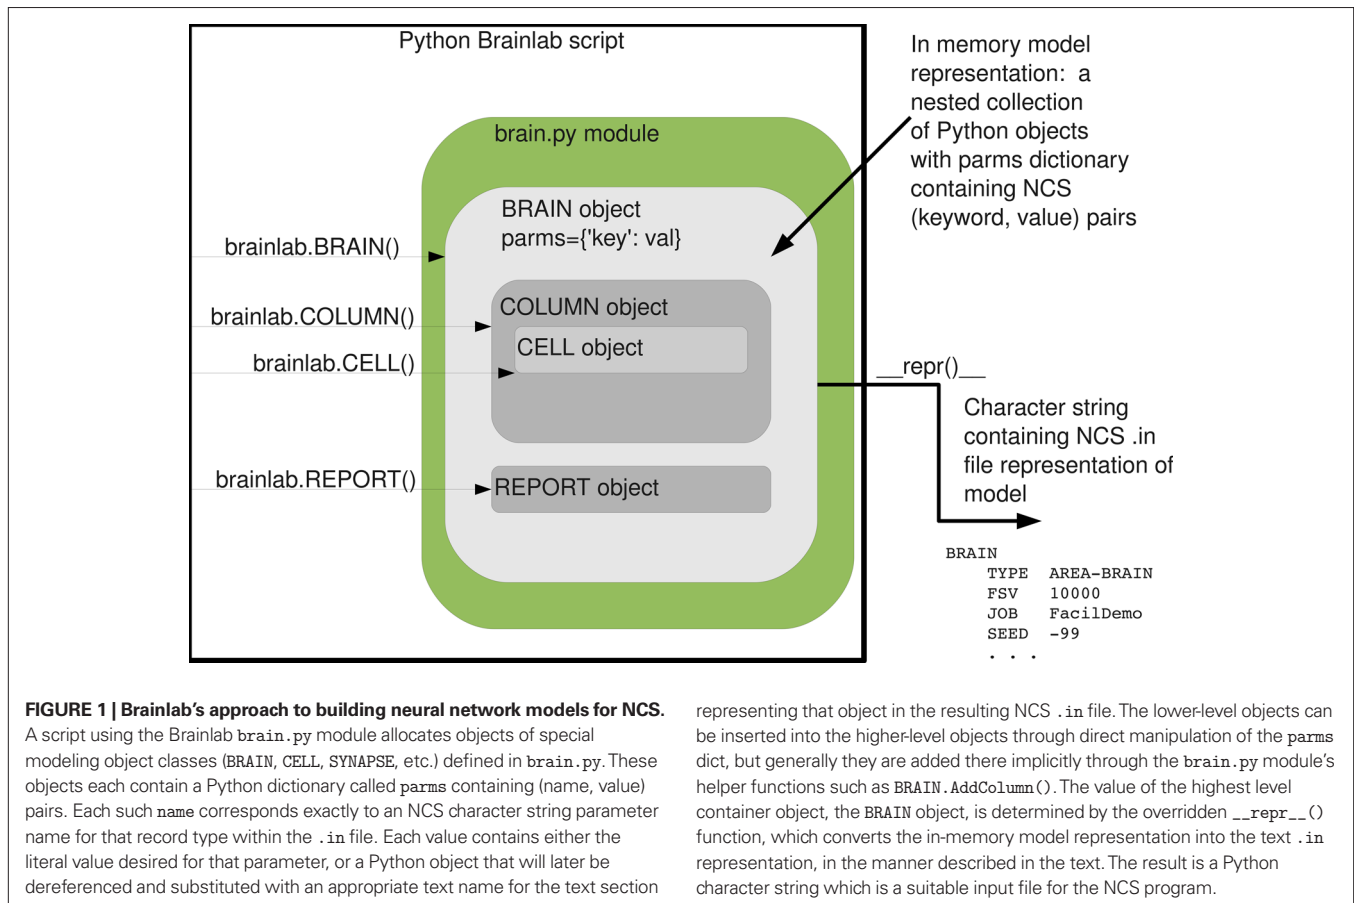 Python Brainlab script
In memory model
representation:  a
nested collection
of Python objects
with parms dictionary
containing NCS
(keyword, value) pairs
brain.py module
BRAIN object
parms={'key': val}
brainlab.BRAIN()
COLUMN object
brainlab.COLUMN()
CELL object
brainlab.CELL()
__repr()__
Character string
containing NCS .in
file representation of
model
brainlab.REPORT()
REPORT object
BRAIN
TYPE AREA-BRAIN
FSV 10000
JOB FacilDemo
SEED -99
. . .
FIGURE 1 | Brainlab's approach to building neural network models for NCS.
A script using the Brainlab brain.py module allocates objects of special
modeling object classes (BRAIN, CELL, SYNAPSE, etc.) defined in brain.py. These
objects each contain a Python dictionary called parms containing (name, value)
pairs. Each such name corresponds exactly to an NCS character string parameter
name for that record type within the .in file. Each value contains either the
literal value desired for that parameter, or a Python object that will later be
dereferenced and substituted with an appropriate text name for the text section
representing that object in the resulting NCS .in file. The lower-level objects can
be inserted into the higher-level objects through direct manipulation of the parms
dict, but generally they are added there implicitly through the brain.py module's
helper functions such as BRAIN.AddColumn(). The value of the highest level
container object, the BRAIN object, is determined by the overridden __repr__()
function, which converts the in-memory model representation into the text .in
representation, in the manner described in the text. The result is a Python
character string which is a suitable input file for the NCS program.